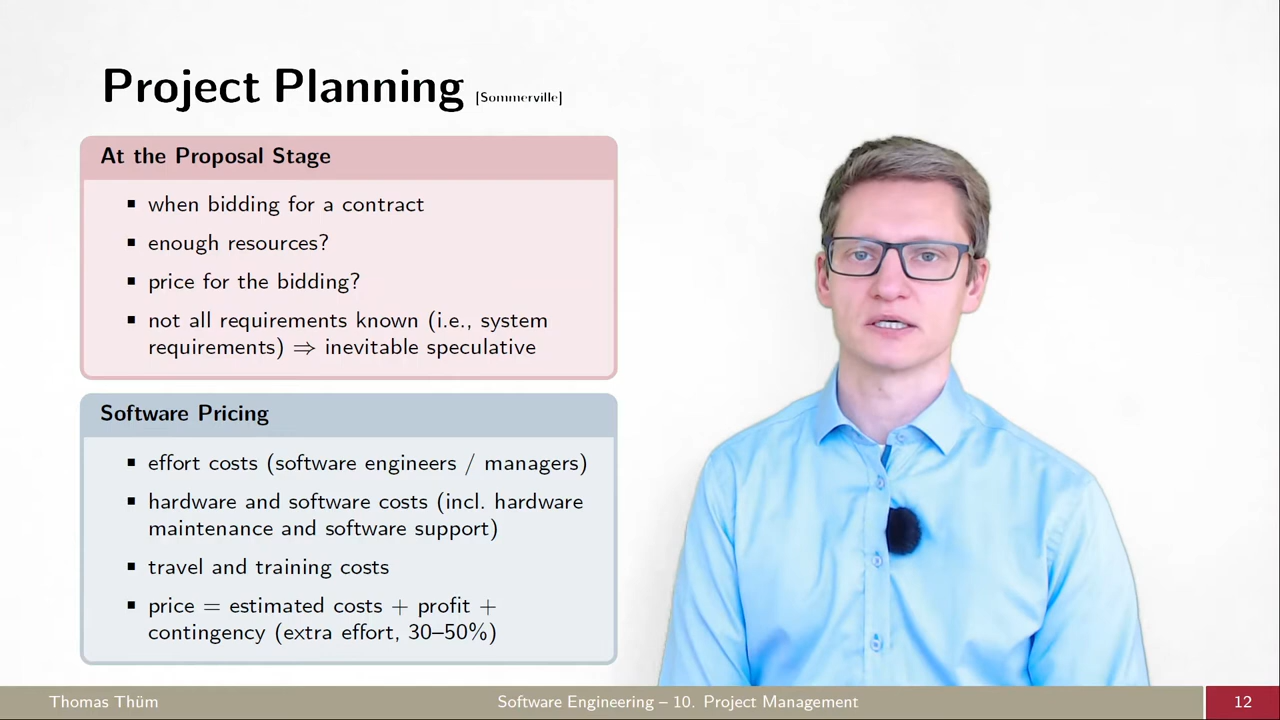 Project Planning [Sommerville]
At the Proposal Stage
▪ when bidding for a contract
▪ enough resources?
▪ price for the bidding?
▪ not all requirements known (i.e., system
requirements) ⇒ inevitable speculative
Software Pricing
▪ effort costs (software engineers / managers)
▪ hardware and software costs (incl. hardware
maintenance and software support)
▪ travel and training costs
▪ price = estimated costs + profit +
contingency (extra effort, 30–50%)
Thomas Thüm Software Engineering – 10. Project Management 12